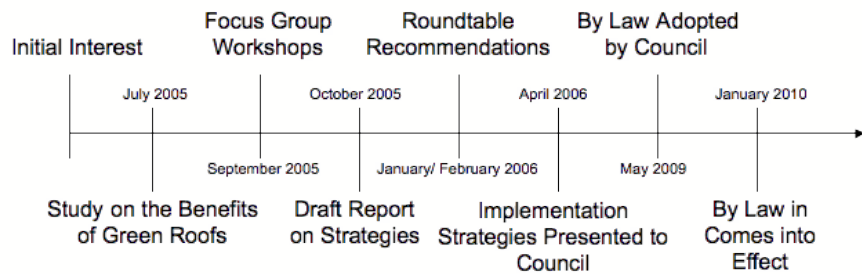 Initial Interest
Focus Group
Workshops
Roundtable
Recommendations
By Law Adopted
by Council
July 2005
October 2005
April 2006
January 2010
September 2005
January/ February 2006
May 2009
Study on the Benefits
of Green Roofs
Draft Report
on Strategies
Implementation
Strategies Presented to
Council
By Law in
Comes into
Effect